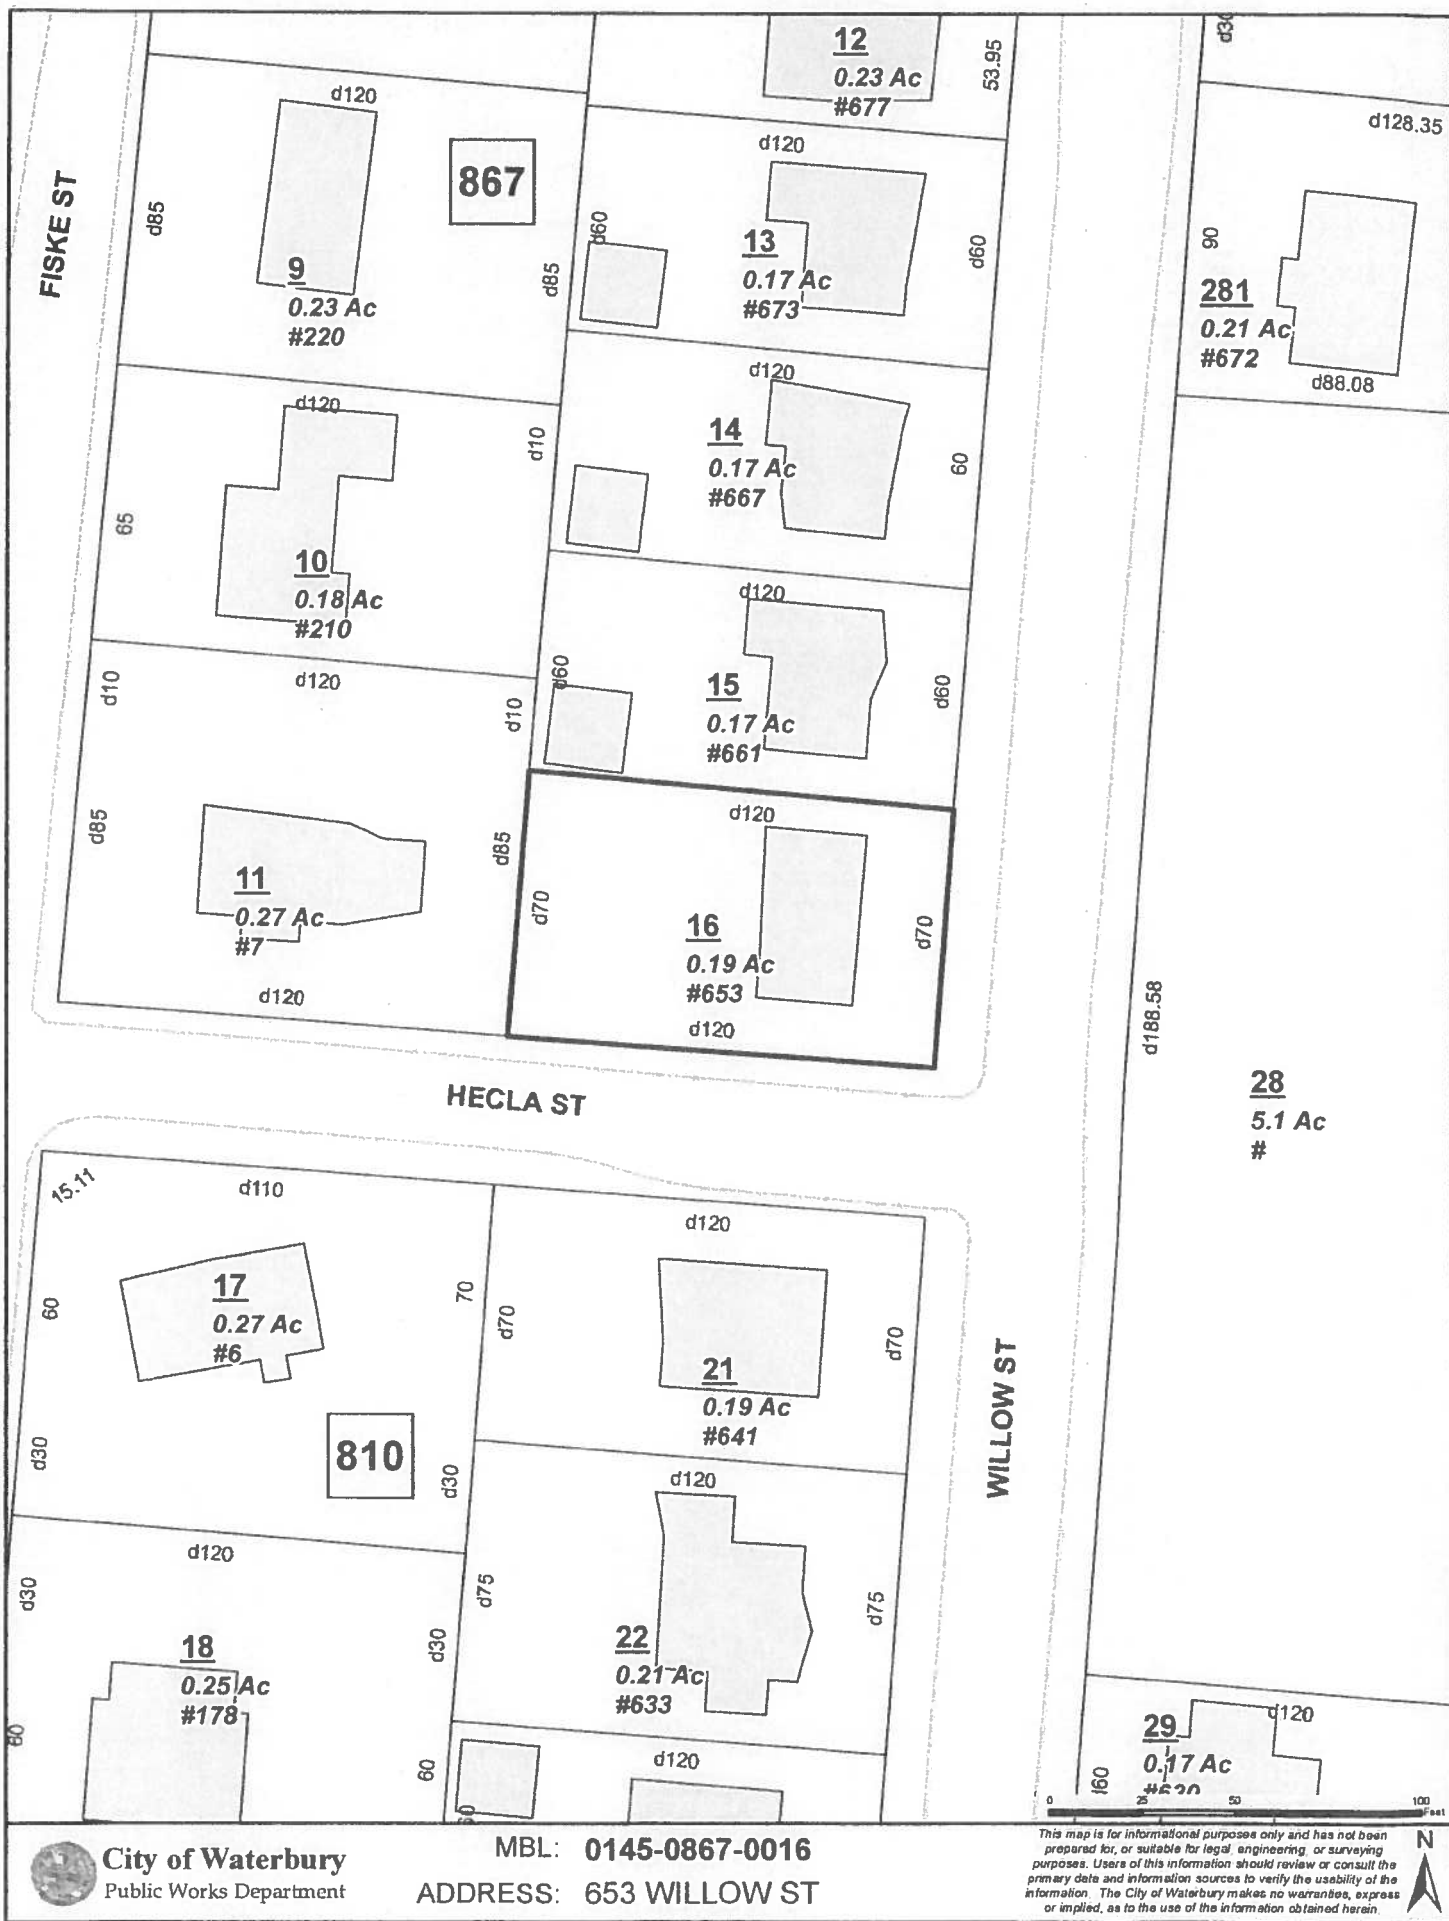 12
0.23 Ac
#677
53.95
d30
d128.35
d120
867
FISKE ST
d85
9
0.23 Ac
#220
d85
d60
d120
13
0.17 Ac
#673
d60
90
281
0.21 Ac
#672
d88.08
d120
d10
65
10
0.18 Ac
#210
d120
14
0.17 Ac
#667
60
d120
d10
d10
d60
d120
15
0.17 Ac
#661
d60
d85
11
0.27 Ac
#7
d120
d85
d70
d120
16
0.19 Ac
#653
d120
d70
d188.58
28
5.1 Ac
#
HECLA ST
15.11
d110
60
17
0.27 Ac
#6
70
d70
d120
21
0.19 Ac
#641
d70
WILLOW ST
d30
810
d30
d120
d120
d30
18
0.25 Ac
#178
60
d30
60
d75
22
0.21 Ac
#633
d75
d120
60
29
0.17 Ac
#620
d120
0 25 50 100
Feet
City of Waterbury
Public Works Department
MBL: 0145-0867-0016
ADDRESS: 653 WILLOW ST
This map is for informational purposes only and has not been
prepared for, or suitable for legal, engineering, or surveying
purposes. Users of this information should review or consult the
primary data and information sources to verify the usability of the
information. The City of Waterbury makes no warranties, express
or implied, as to the use of the information obtained herein.
N